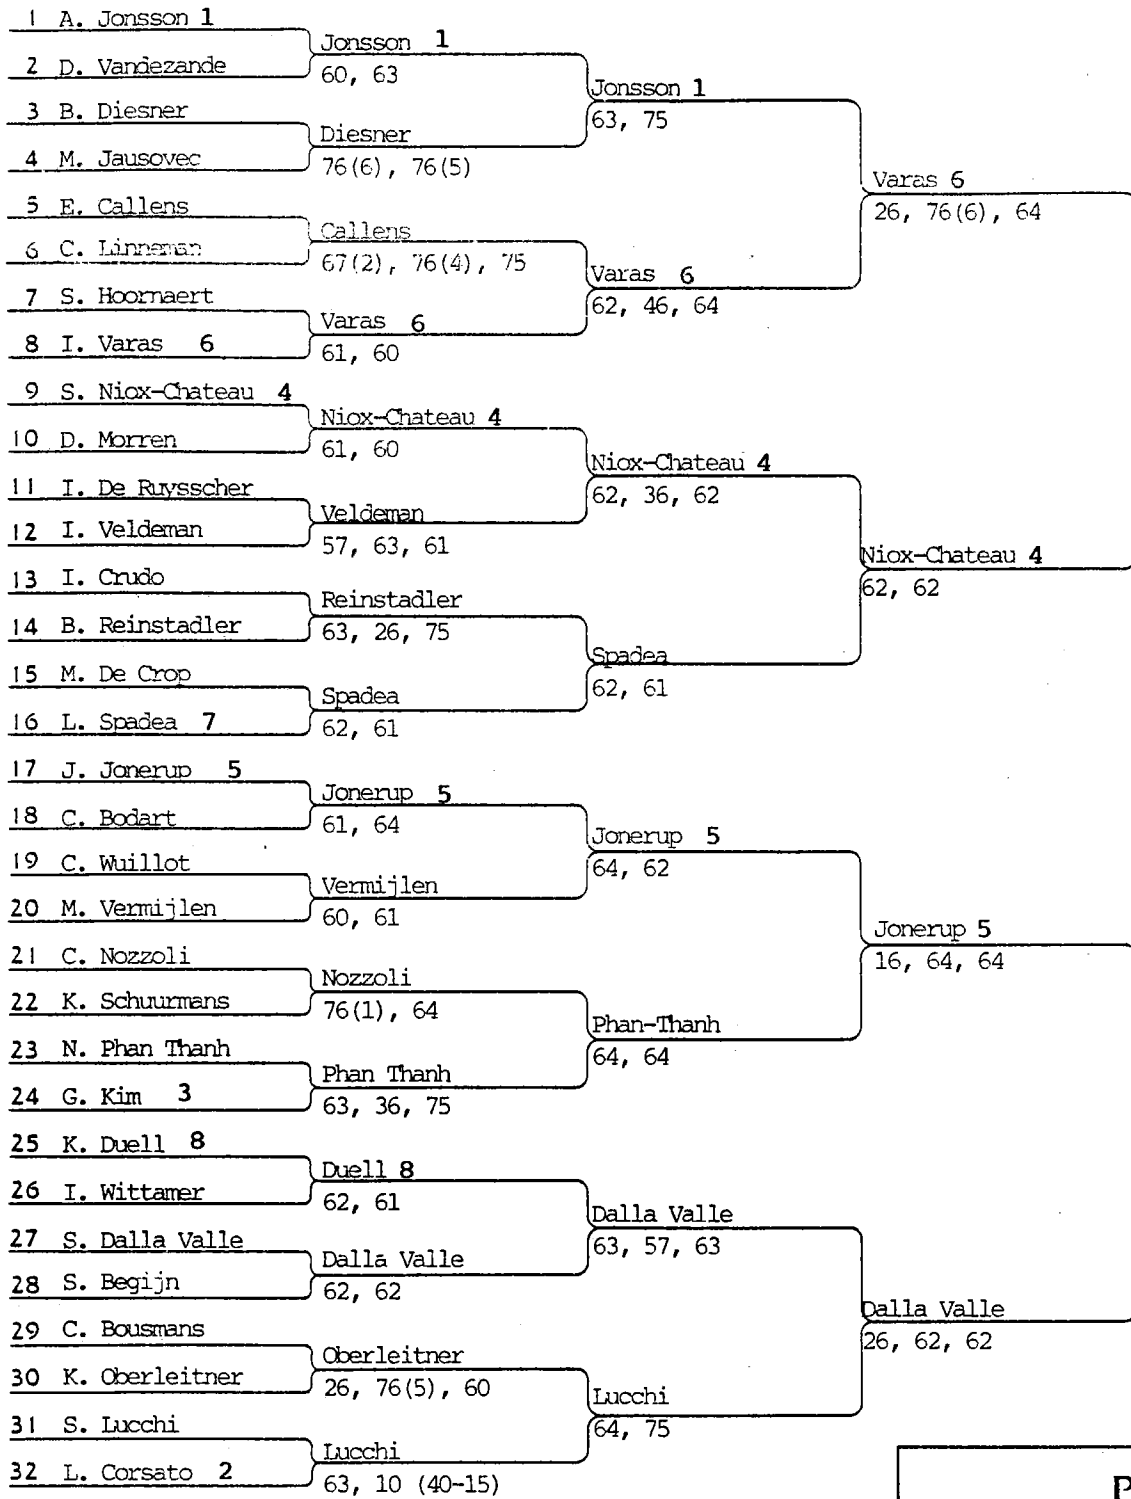 1 A. Jonsson 1
2 D. Vandezande
3 B. Diesner
4 M. Jausovec
5 E. Callens
6 C. Linneman
7 S. Hoornaert
8 I. Varas 6
9 S. Niox-Chateau 4
10 D. Morren
11 I. De Ruysscher
12 I. Veldeman
13 I. Crudo
14 B. Reinstadler
15 M. De Crop
16 L. Spadea 7
17 J. Jonerup 5
18 C. Bodart
19 C. Wuillot
20 M. Vermijlen
21 C. Nozzoli
22 K. Schuurmans
23 N. Phan Thanh
24 G. Kim 3
25 K. Duell 8
26 I. Wittamer
27 S. Dalla Valle
28 S. Begijn
29 C. Bousmans
30 K. Oberleitner
31 S. Lucchi
32 L. Corsato 2
Jonsson 1
60, 63
Diesner
76(6), 76(5)
Callens
67(2), 76(4), 75
Varas 6
61, 60
Niox-Chateau 4
61, 60
Veldeman
57, 63, 61
Reinstadler
63, 26, 75
Spadea
62, 61
Jonerup 5
61, 64
Vermijlen
60, 61
Nozzoli
76(1), 64
Phan Thanh
63, 36, 75
Duell 8
62, 61
Dalla Valle
62, 62
Oberleitner
26, 76(5), 60
Lucchi
63, 10 (40-15)
Jonsson 1
63, 75
Varas 6
62, 46, 64
Niox-Chateau 4
62, 36, 62
Spadea
62, 61
Jonerup 5
64, 62
Phan-Thanh
64, 64
Dalla Valle
63, 57, 63
Lucchi
64, 75
Varas 6
26, 76(6), 64
Niox-Chateau 4
62, 62
Jonerup 5
16, 64, 64
Dalla Valle
26, 62, 62
P